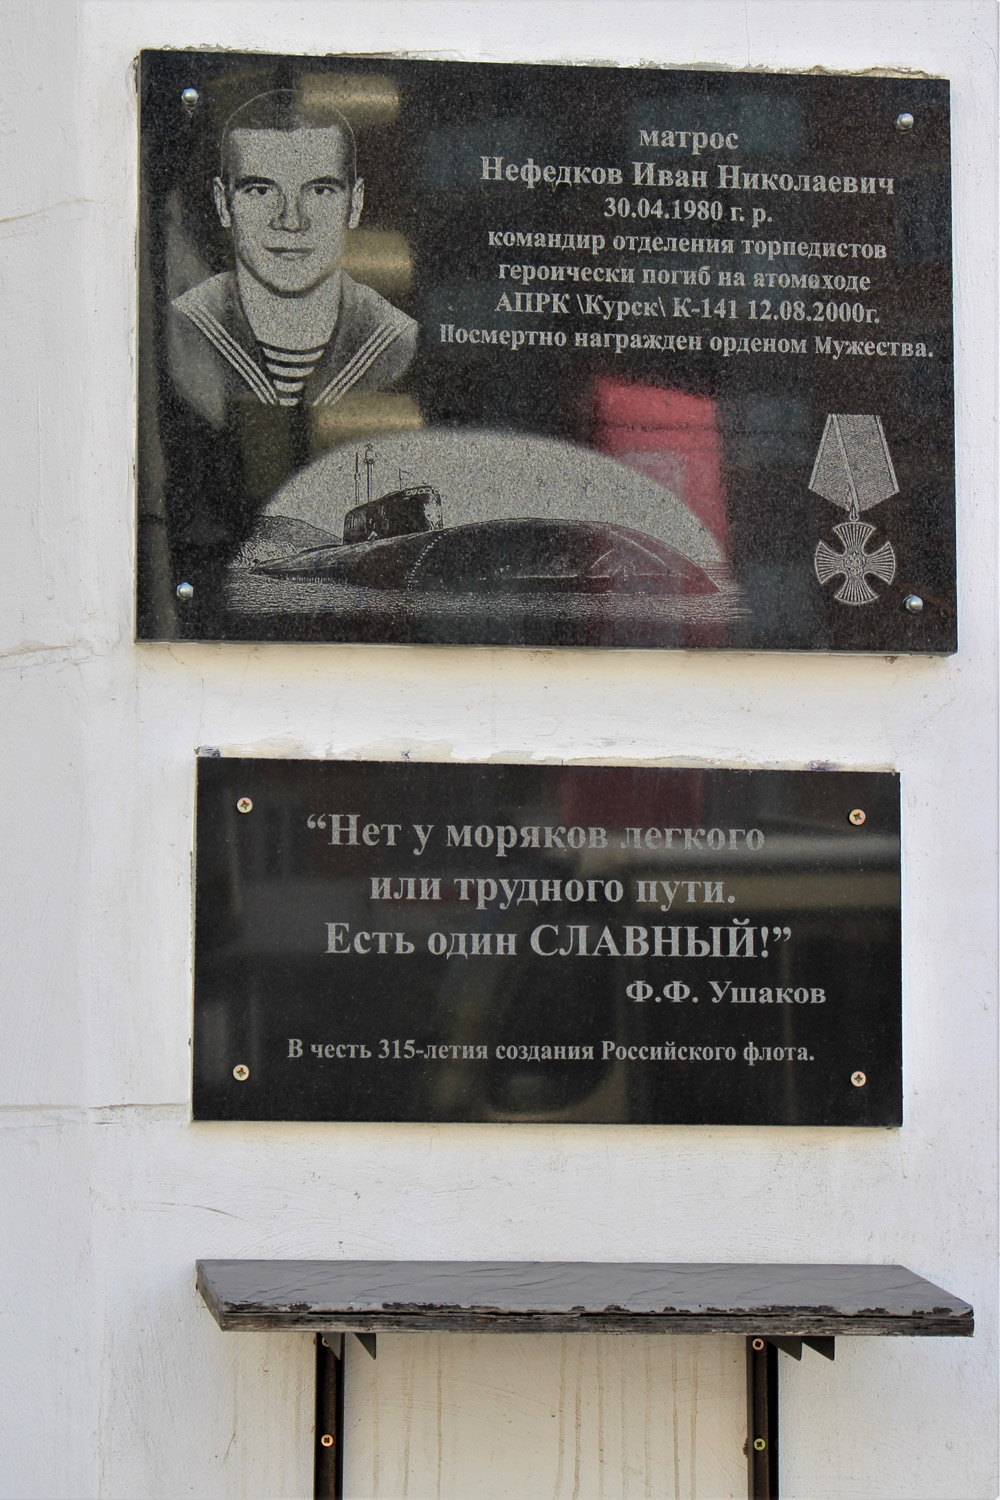 матрос
Нефедков Иван Николаевич
30.04.1980 г. р.
командир отделения торпедистов
героически погиб на атомоходе
АПРК \Курск\ К-141 12.08.2000г.
Посмертно награжден орденом Мужества.
“Нет у моряков легкого
или трудного пути.
Есть один СЛАВНЫЙ!”
Ф.Ф. Ушаков
В честь 315-летия создания Российского флота.